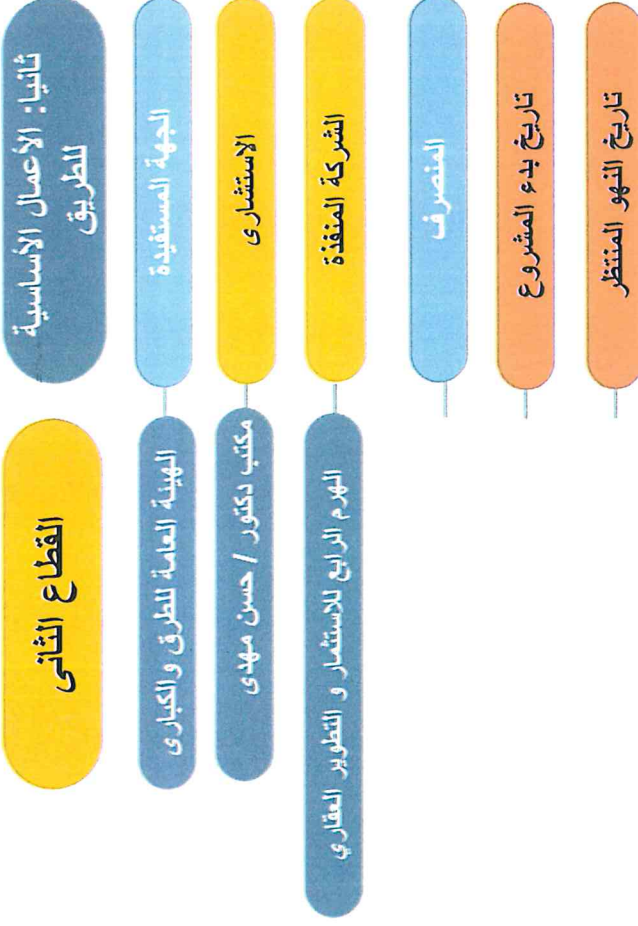 ثانيا: الأعمال الأساسية
للطريق
القطاع الثانى
الجهة المستفيدة
الهيئة العامة للطرق والكبارى
الاستشارى
مكتب دكتور / حسن مهدى
الشركة المنفذة
الهرم الرابع للاستثمار و التطوير العقاري
المنصرف
تاريخ بدء المشروع
تاريخ النهو المنتظر